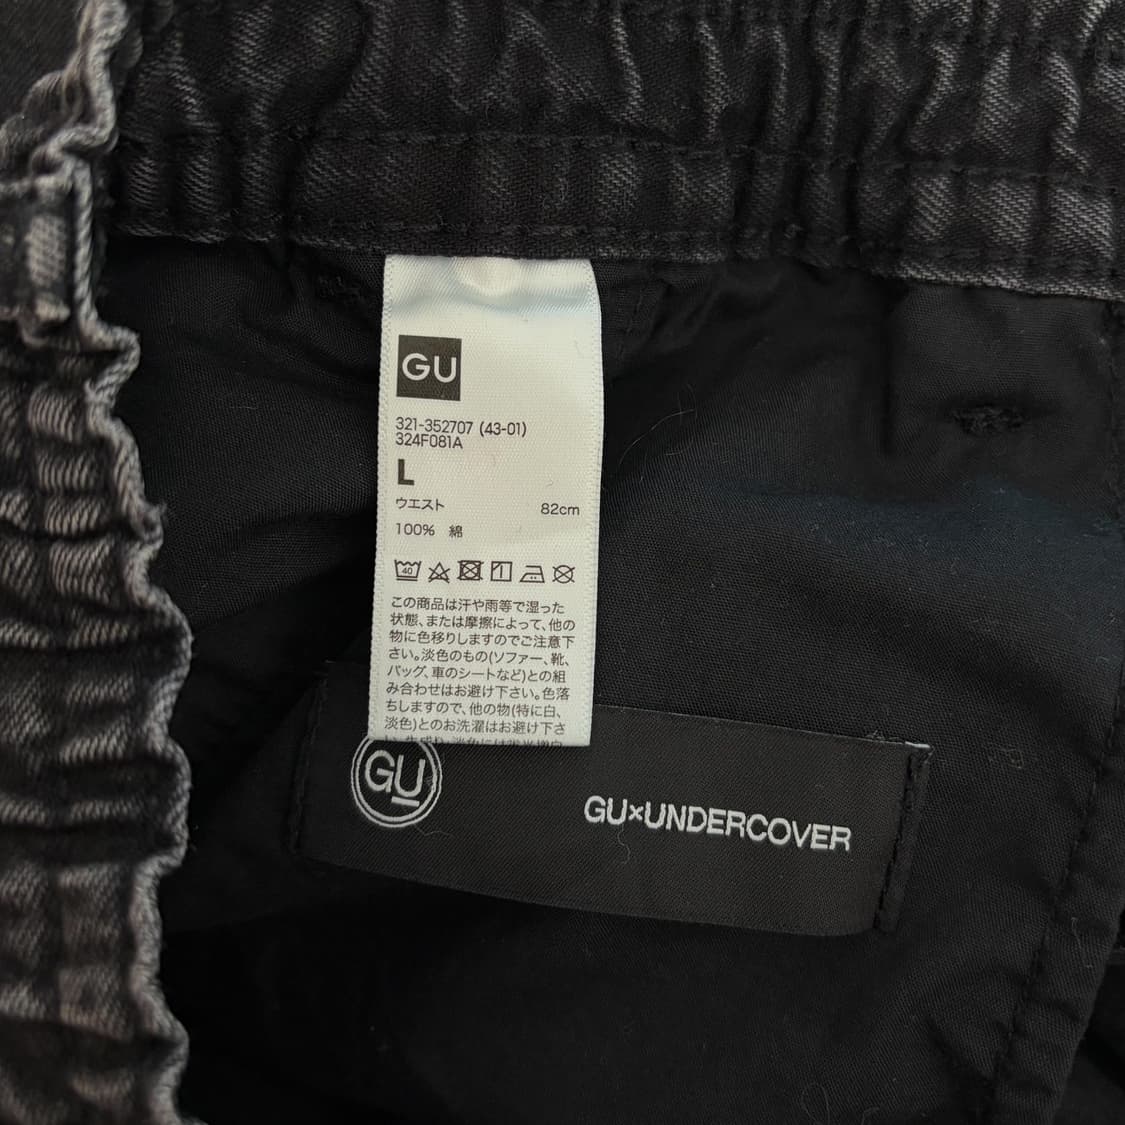 GU
321-352707 (43-01)
324F081A
L
ウエスト 82cm
100% 綿
40
この商品は汗や雨等で湿った
状態、または摩擦によって、他の
物に色移りしますのでご注意下
さい。淡色のもの(ソファー、靴、
バッグ、車のシートなど)との組
み合わせはお避け下さい。色落
ちしますので、他の物(特に白、
淡色)とのお洗濯はお避け下さ
GU
GU×UNDERCOVER